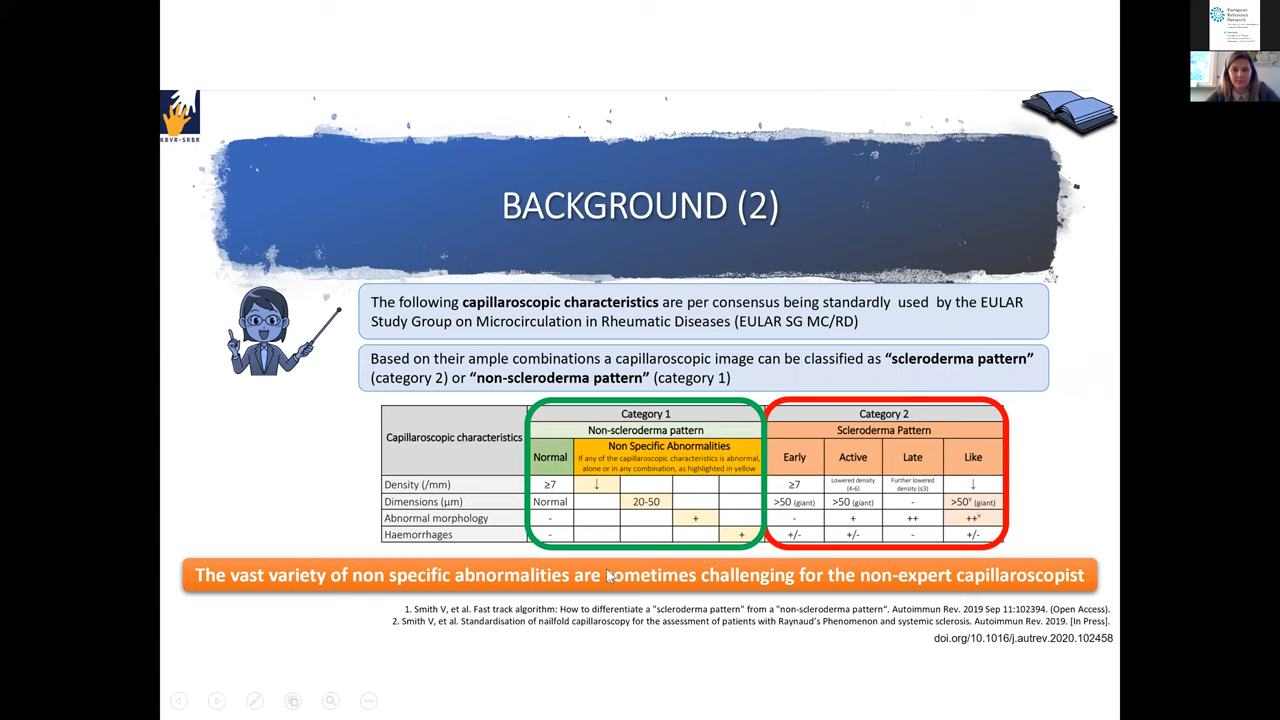 European
Reference
Network
KBVR-SRBR
BACKGROUND (2)
The following capillaroscopic characteristics are per consensus being standardly used by the EULAR
Study Group on Microcirculation in Rheumatic Diseases (EULAR SG MC/RD)
Based on their ample combinations a capillaroscopic image can be classified as “scleroderma pattern”
(category 2) or “non-scleroderma pattern” (category 1)
Capillaroscopic characteristics Category 1 Category 2
Non-scleroderma pattern Scleroderma Pattern
Normal Non Specific Abnormalities Early Active Late Like
If any of the capillaroscopic characteristics is abnormal,
alone or in any combination, as highlighted in yellow
Density (/mm) ≥7 ↓ ≥7 Lowered density (4-6) Further lowered density (≤3) ↓
Dimensions (µm) Normal 20-50 >50 (giant) >50 (giant) - >50ᵛ (giant)
Abnormal morphology - + - + ++ ++ᵛ
Haemorrhages - + +/- +/- - +/-
The vast variety of non specific abnormalities are sometimes challenging for the non-expert capillaroscopist
1. Smith V, et al. Fast track algorithm: How to differentiate a "scleroderma pattern" from a "non-scleroderma pattern". Autoimmun Rev. 2019 Sep 11:102394. (Open Access).
2. Smith V, et al. Standardisation of nailfold capillaroscopy for the assessment of patients with Raynaud's Phenomenon and systemic sclerosis. Autoimmun Rev. 2019. [In Press].
doi.org/10.1016/j.autrev.2020.102458